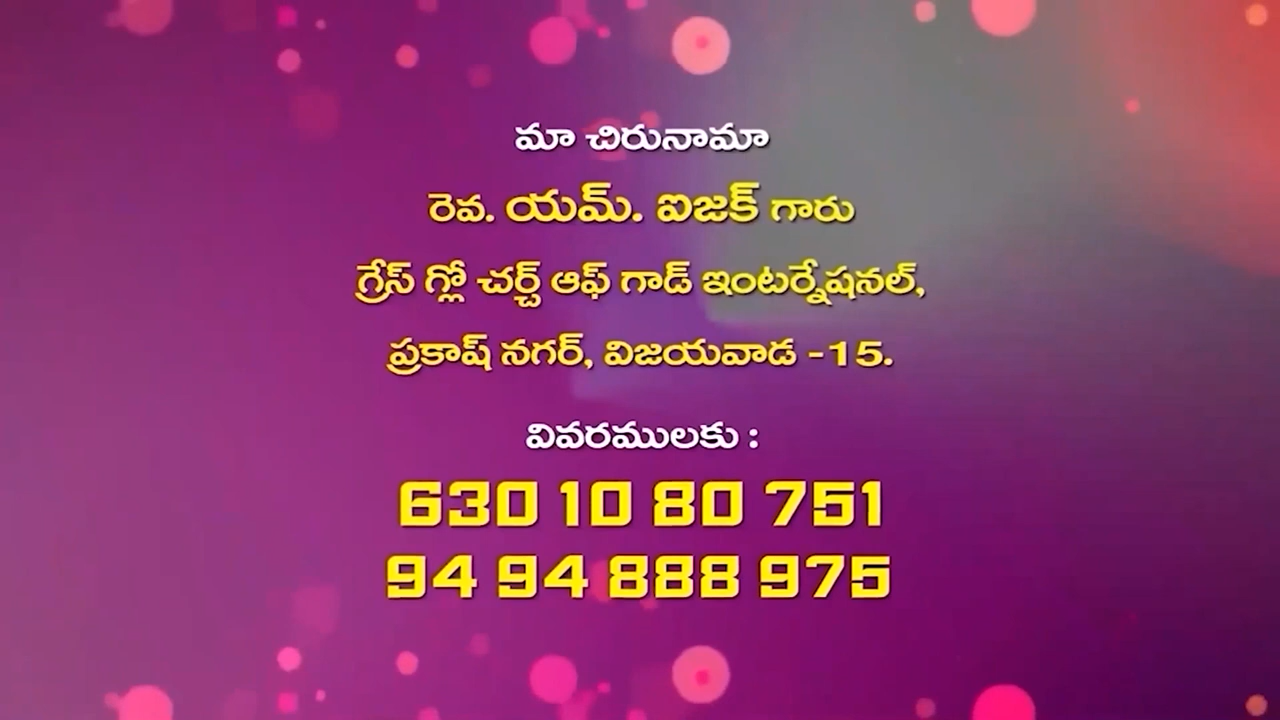 మా చిరునామా
రెవ. యమ్. ఐజక్ గారు
గ్రేస్ గ్లో చర్చ్ ఆఫ్ గాడ్ ఇంటర్నేషనల్,
ప్రకాష్ నగర్, విజయవాడ -15.
వివరములకు :
630 10 80 751
94 94 888 975